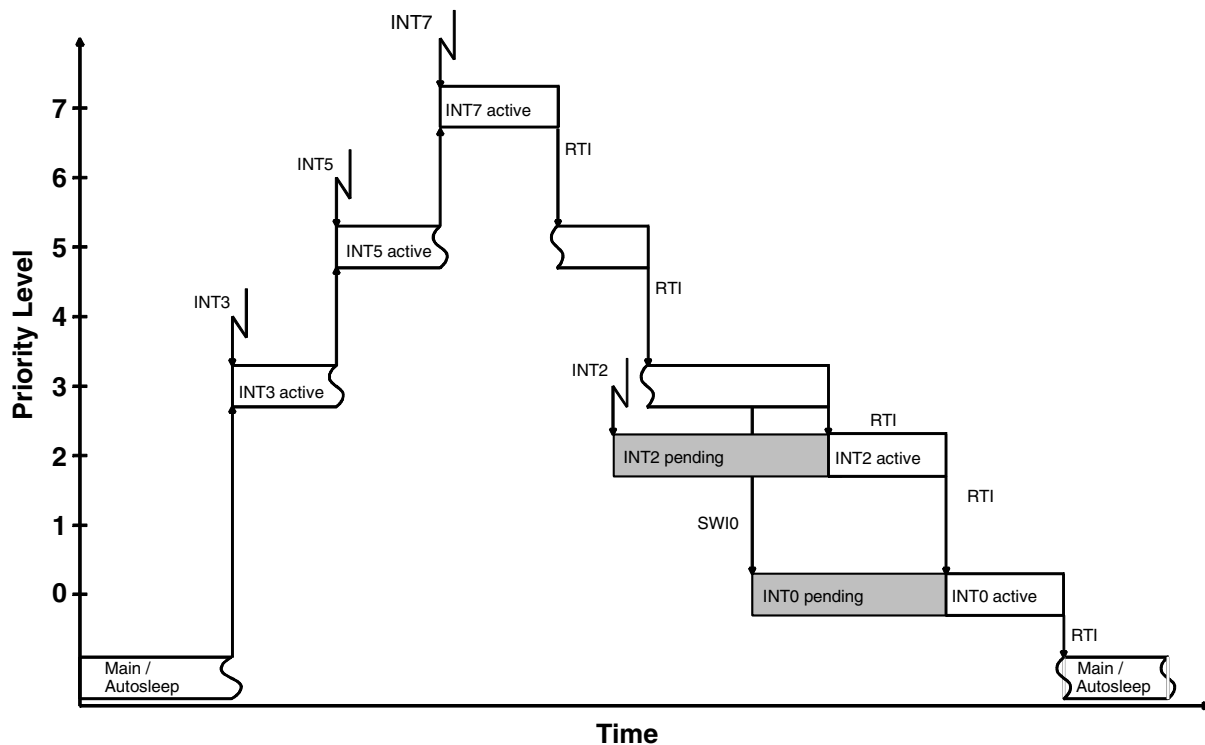 INT7
7
INT7 active
RTI
INT5
6
5
INT5 active
RTI
INT3
4
3
INT3 active
INT2
RTI
2
INT2 pending
INT2 active
RTI
SWI0
1
0
INT0 pending
INT0 active
RTI
Main /
Autosleep
Main /
Autosleep
Priority Level
Time